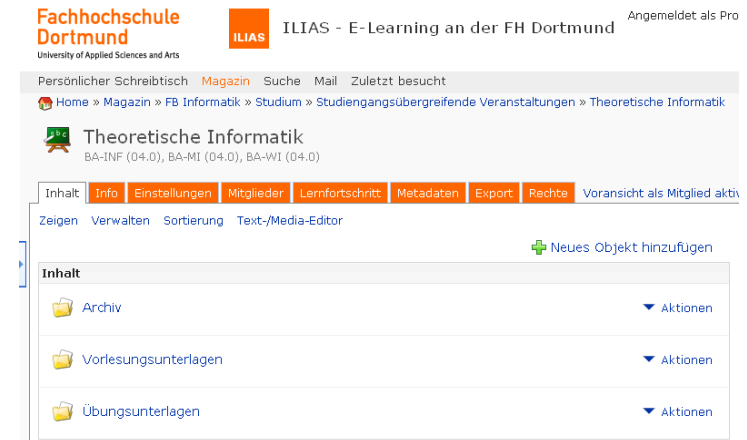 Fachhochschule
Dortmund
University of Applied Sciences and Arts
ILIAS
ILIAS - E-Learning an der FH Dortmund
Angemeldet als Pro
Persönlicher Schreibtisch Magazin Suche Mail Zuletzt besucht
Home » Magazin » FB Informatik » Studium » Studiengangsübergreifende Veranstaltungen » Theoretische Informatik
abc
Theoretische Informatik
BA-INF (04.0), BA-MI (04.0), BA-WI (04.0)
Inhalt Info Einstellungen Mitglieder Lernfortschritt Metadaten Export Rechte Voransicht als Mitglied aktiv
Zeigen Verwalten Sortierung Text-/Media-Editor
Neues Objekt hinzufügen
Inhalt
Archiv Aktionen
Vorlesungsunterlagen Aktionen
Übungsunterlagen Aktionen